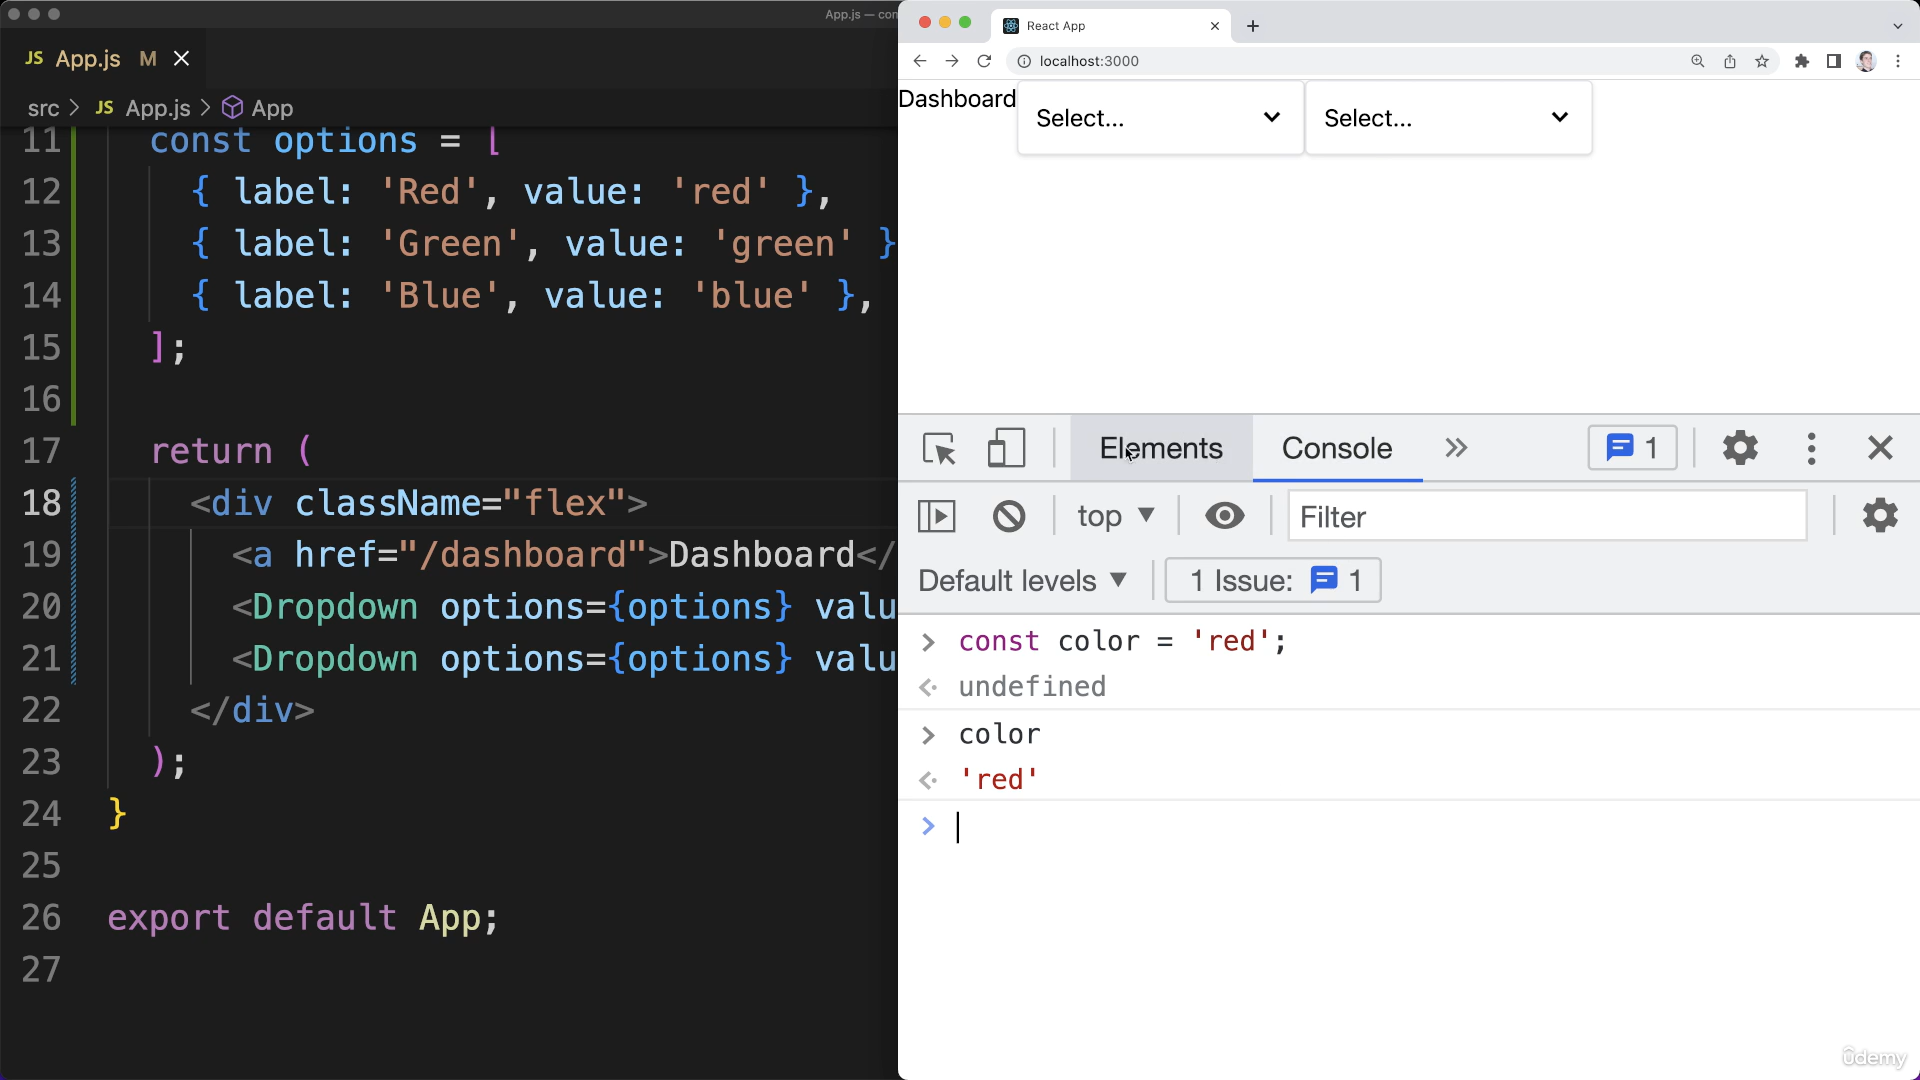 App.js — con
JS App.js M
src > JS App.js > App
11 const options = [
12 { label: 'Red', value: 'red' },
13 { label: 'Green', value: 'green' }
14 { label: 'Blue', value: 'blue' },
15 ];
16
17 return (
18 <div className="flex">
19 <a href="/dashboard">Dashboard</
20 <Dropdown options={options} valu
21 <Dropdown options={options} valu
22 </div>
23 );
24 }
25
26 export default App;
27
React App
localhost:3000
Dashboard Select... Select...
Elements Console 1
top Filter
Default levels 1 Issue: 1
> const color = 'red';
undefined
> color
'red'
>
ûdemy